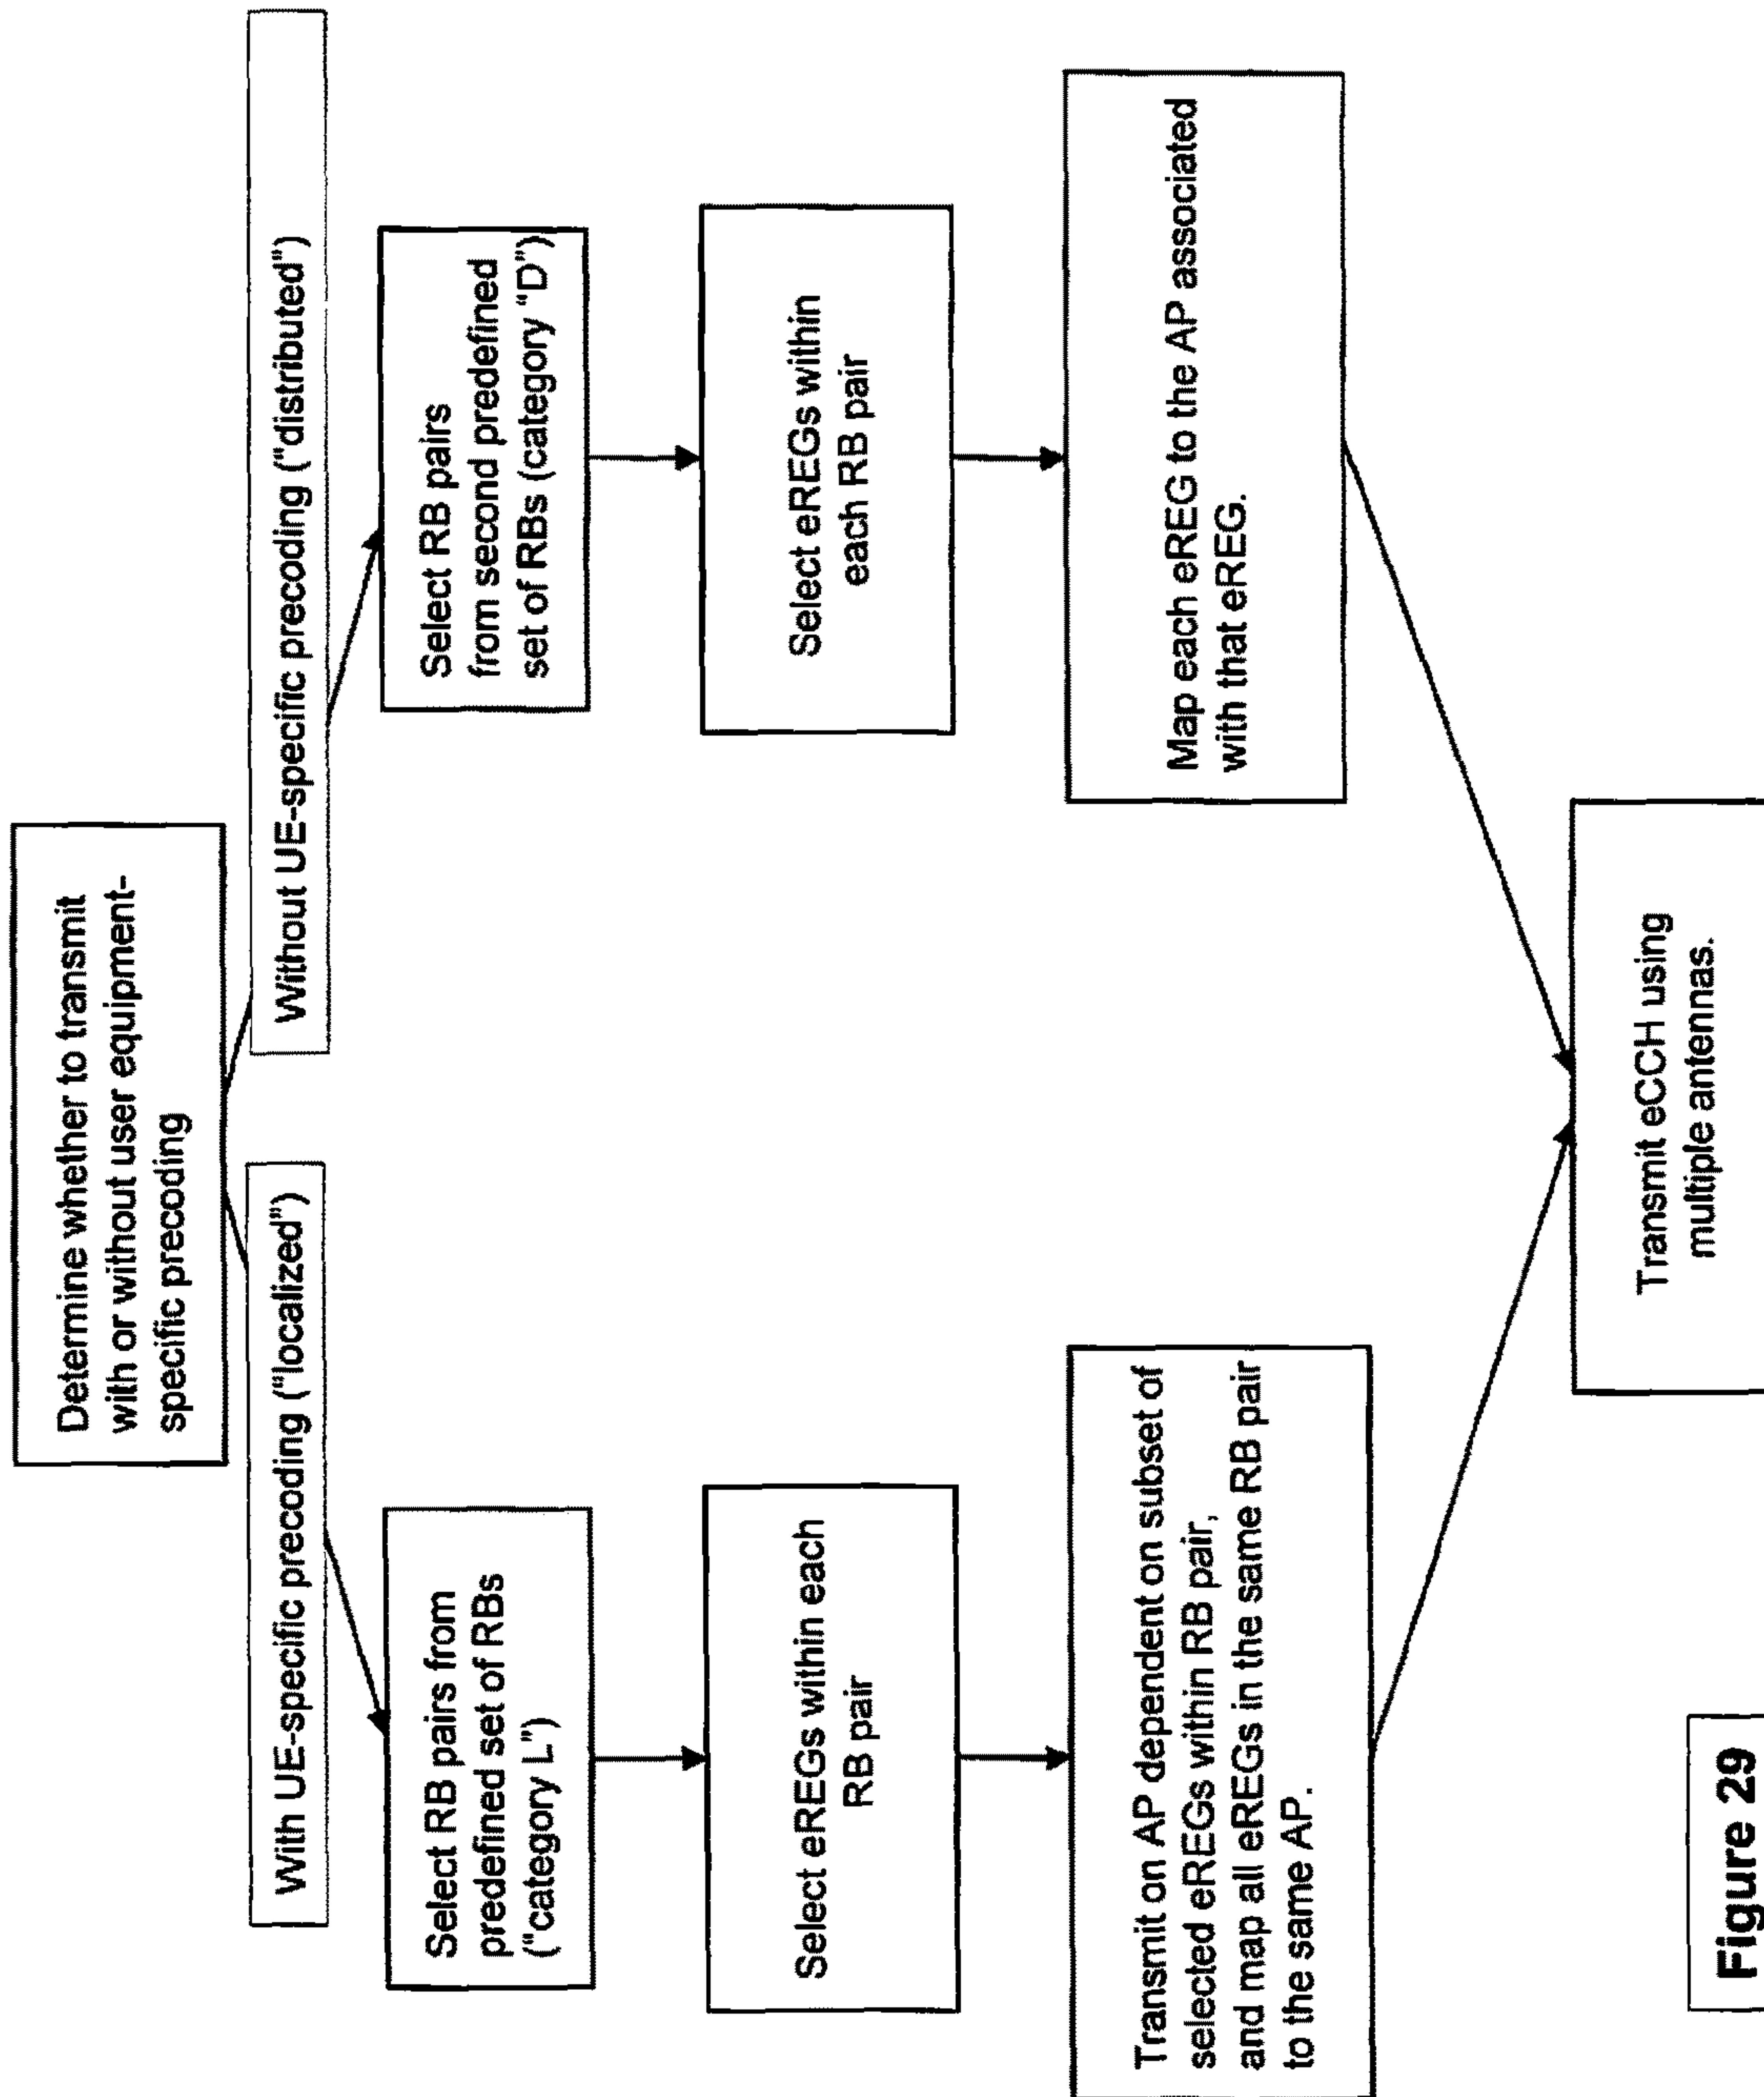 Determine whether to transmit
with or without user equipment-
specific precoding
With UE-specific precoding ("localized")
Without UE-specific precoding ("distributed")
Select RB pairs from
predefined set of RBs
("category L")
Select eREGs within each
RB pair
Transmit on AP dependent on subset of
selected eREGs within RB pair,
and map all eREGs in the same RB pair
to the same AP.
Select RB pairs
from second predefined
set of RBs (category "D")
Select eREGs within
each RB pair
Map each eREG to the AP associated
with that eREG.
Transmit eCCH using
multiple antennas.
Figure 29